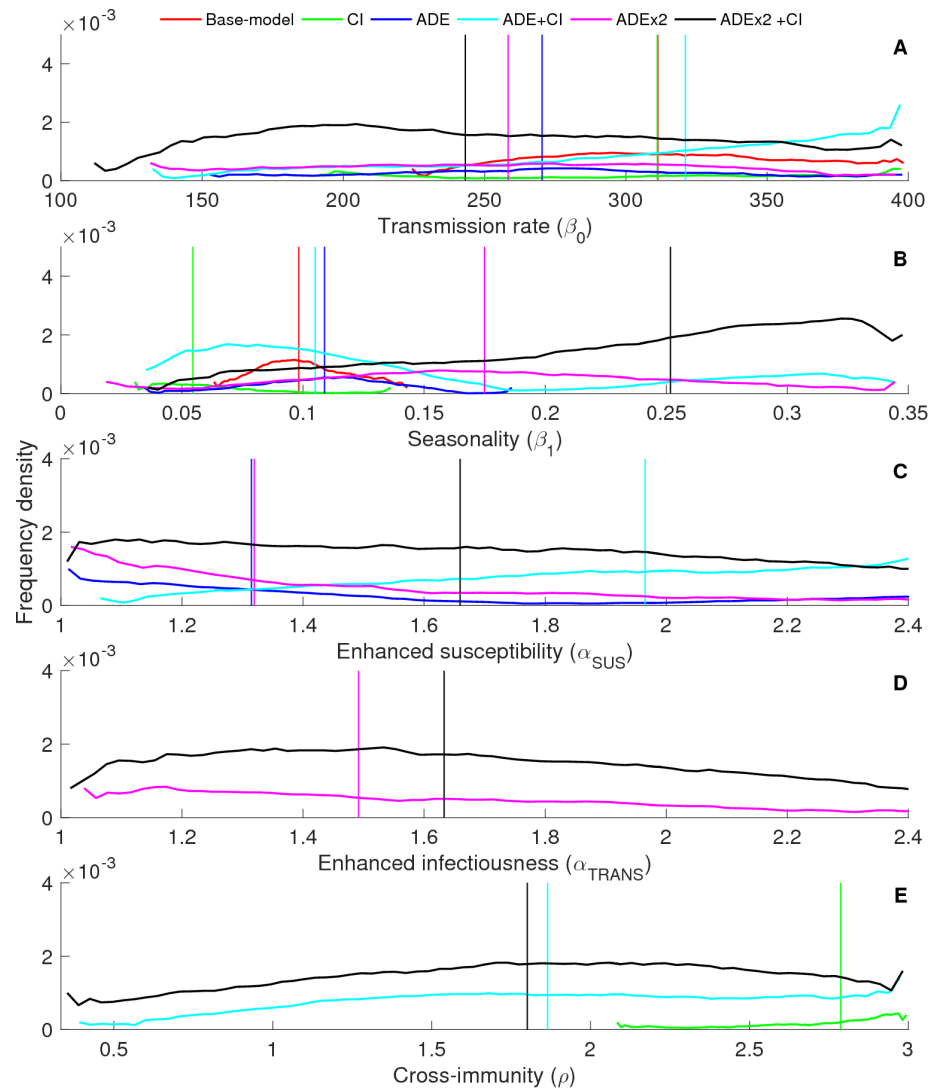 Base-model CI ADE ADE+CI ADEx2 ADEx2 +CI
×10⁻³
A
4
2
0
100 150 200 250 300 350 400
Transmission rate (β₀)
×10⁻³
B
4
2
0
0 0.05 0.1 0.15 0.2 0.25 0.3 0.35
Seasonality (β₁)
×10⁻³
C
4
2
0
1 1.2 1.4 1.6 1.8 2 2.2 2.4
Enhanced susceptibility (α_SUS)
Frequency density
×10⁻³
D
4
2
0
1 1.2 1.4 1.6 1.8 2 2.2 2.4
Enhanced infectiousness (α_TRANS)
×10⁻³
E
4
2
0
0.5 1 1.5 2 2.5 3
Cross-immunity (ρ)